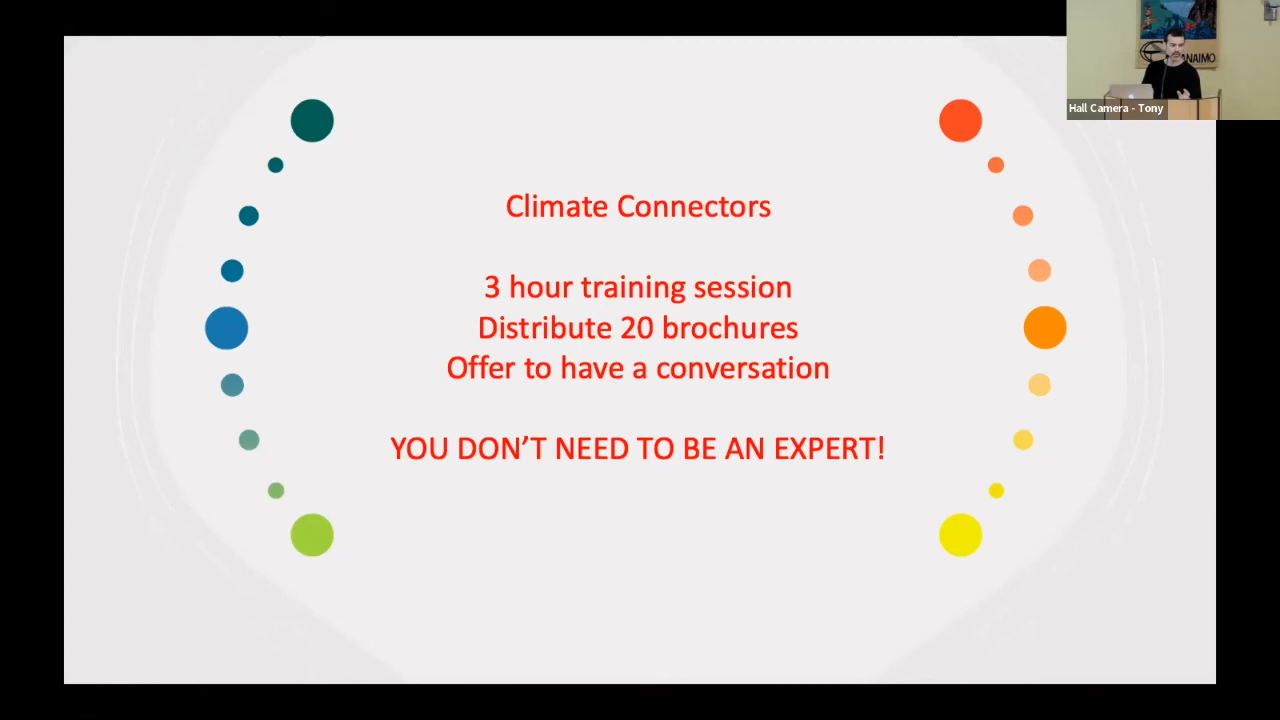 Climate Connectors
3 hour training session
Distribute 20 brochures
Offer to have a conversation
YOU DON’T NEED TO BE AN EXPERT!
Hall Camera - Tony